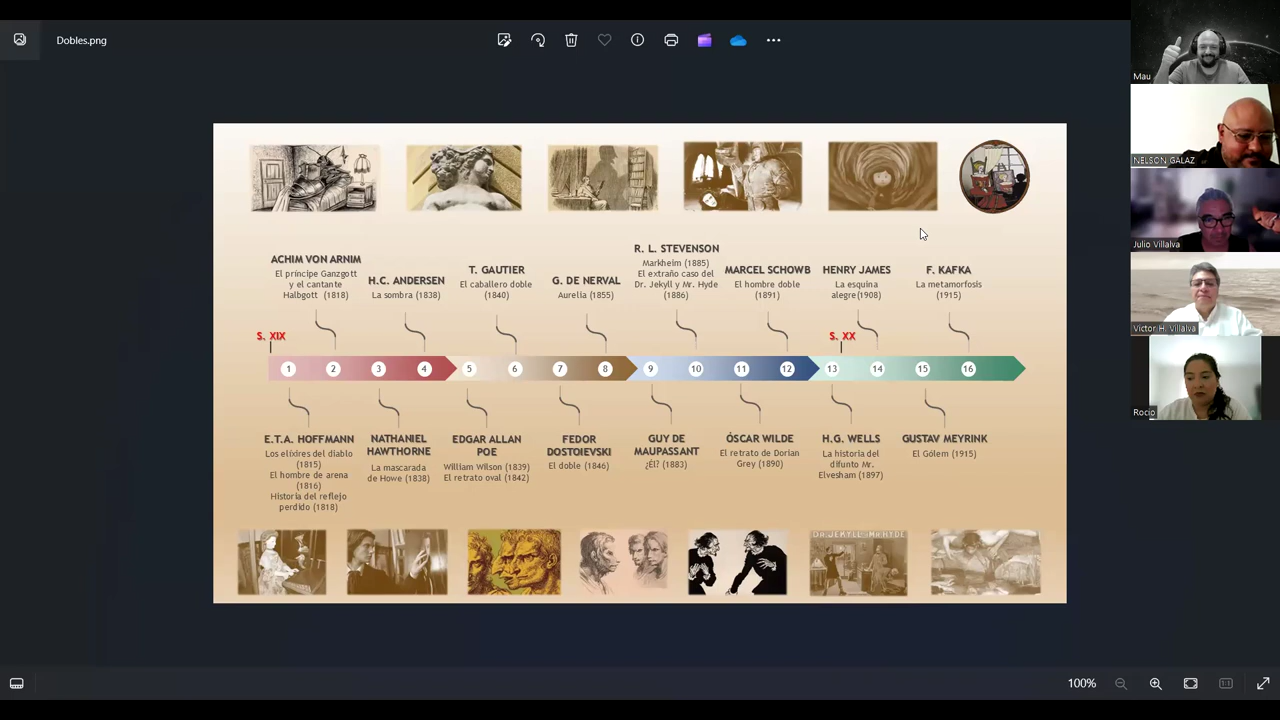 Dobles.png
Mau
NELSON GALAZ
Julio Villalva
Victor H. Villalva
Rocio
ACHIM VON ARNIM
El príncipe Ganzgott
y el cantante
Halbgott (1818)
H.C. ANDERSEN
La sombra (1838)
T. GAUTIER
El caballero doble
(1840)
G. DE NERVAL
Aurelia (1855)
R. L. STEVENSON
Markheim (1885)
El extraño caso del
Dr. Jekyll y Mr. Hyde
(1886)
MARCEL SCHOWB
El hombre doble
(1891)
HENRY JAMES
La esquina
alegre(1908)
F. KAFKA
La metamorfosis
(1915)
S. XIX
S. XX
1 2 3 4 5 6 7 8 9 10 11 12 13 14 15 16
E.T.A. HOFFMANN
Los elixires del diablo
(1815)
El hombre de arena
(1816)
Historia del reflejo
perdido (1818)
NATHANIEL
HAWTHORNE
La mascarada
de Howe (1838)
EDGAR ALLAN
POE
William Wilson (1839)
El retrato oval (1842)
FEDOR
DOSTOIEVSKI
El doble (1846)
GUY DE
MAUPASSANT
¿Él? (1883)
ÓSCAR WILDE
El retrato de Dorian
Grey (1890)
H.G. WELLS
La historia del
difunto Mr.
Elvesham (1897)
GUSTAV MEYRINK
El Gólem (1915)
DR. JEKYLL AND MR. HYDE
100%
1:1